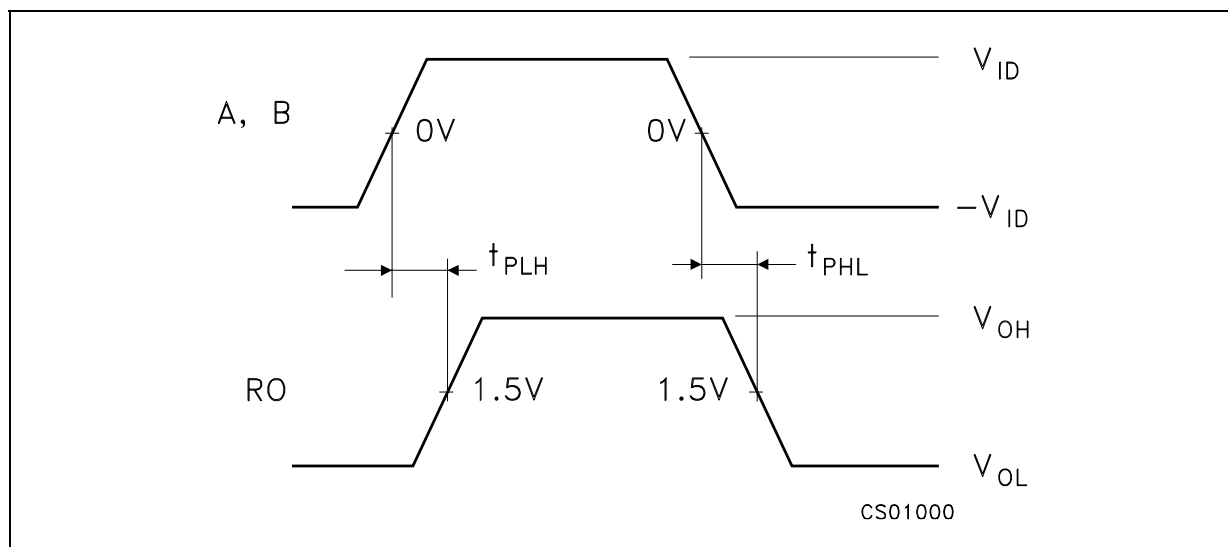 V_ID
A, B
0V 0V
-V_ID
t_PLH t_PHL
V_OH
RO 1.5V 1.5V
V_OL
CS01000